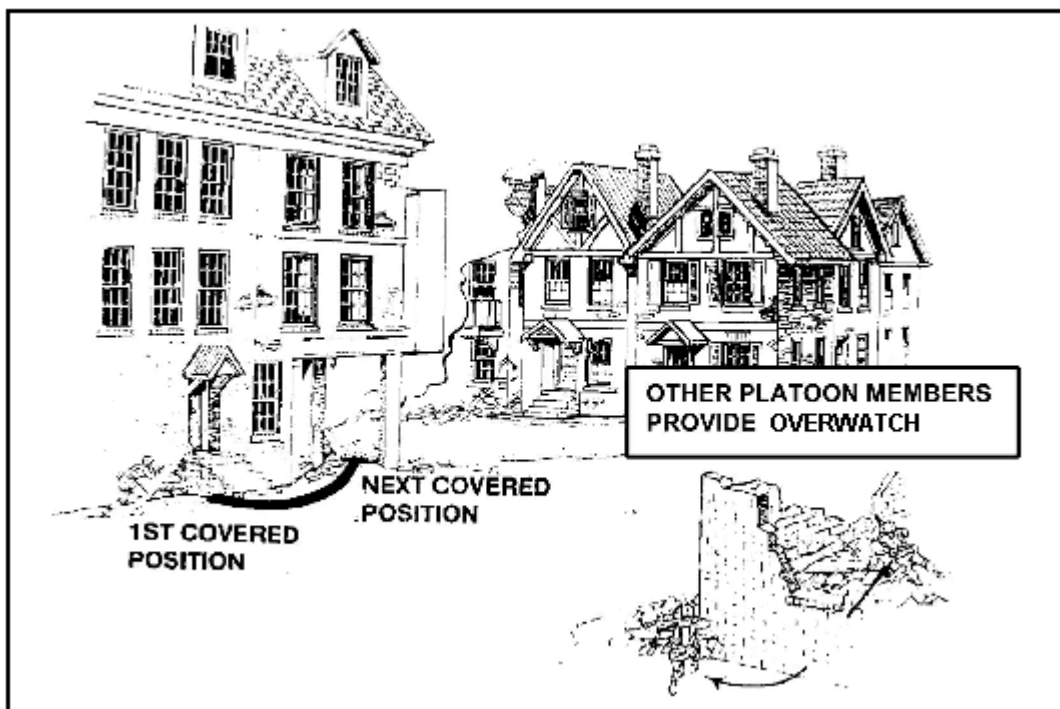 OTHER PLATOON MEMBERS
PROVIDE OVERWATCH
NEXT COVERED
POSITION
1ST COVERED
POSITION